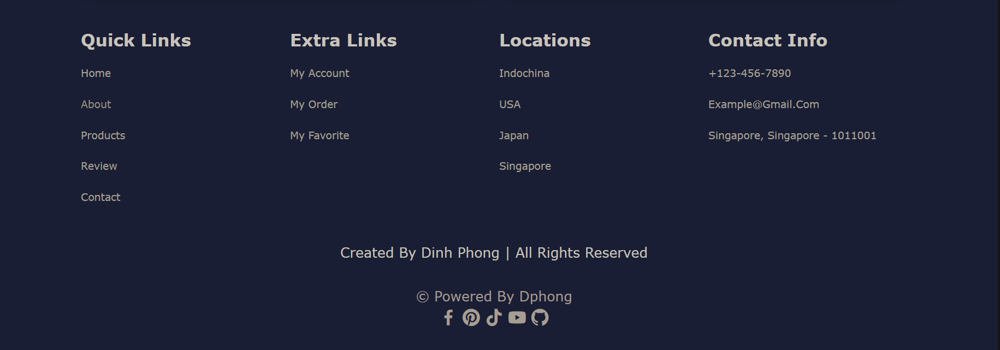 Quick Links
Home
About
Products
Review
Contact
Extra Links
My Account
My Order
My Favorite
Locations
Indochina
USA
Japan
Singapore
Contact Info
+123-456-7890
Example@Gmail.Com
Singapore, Singapore - 1011001
Created By Dinh Phong | All Rights Reserved
© Powered By Dphong